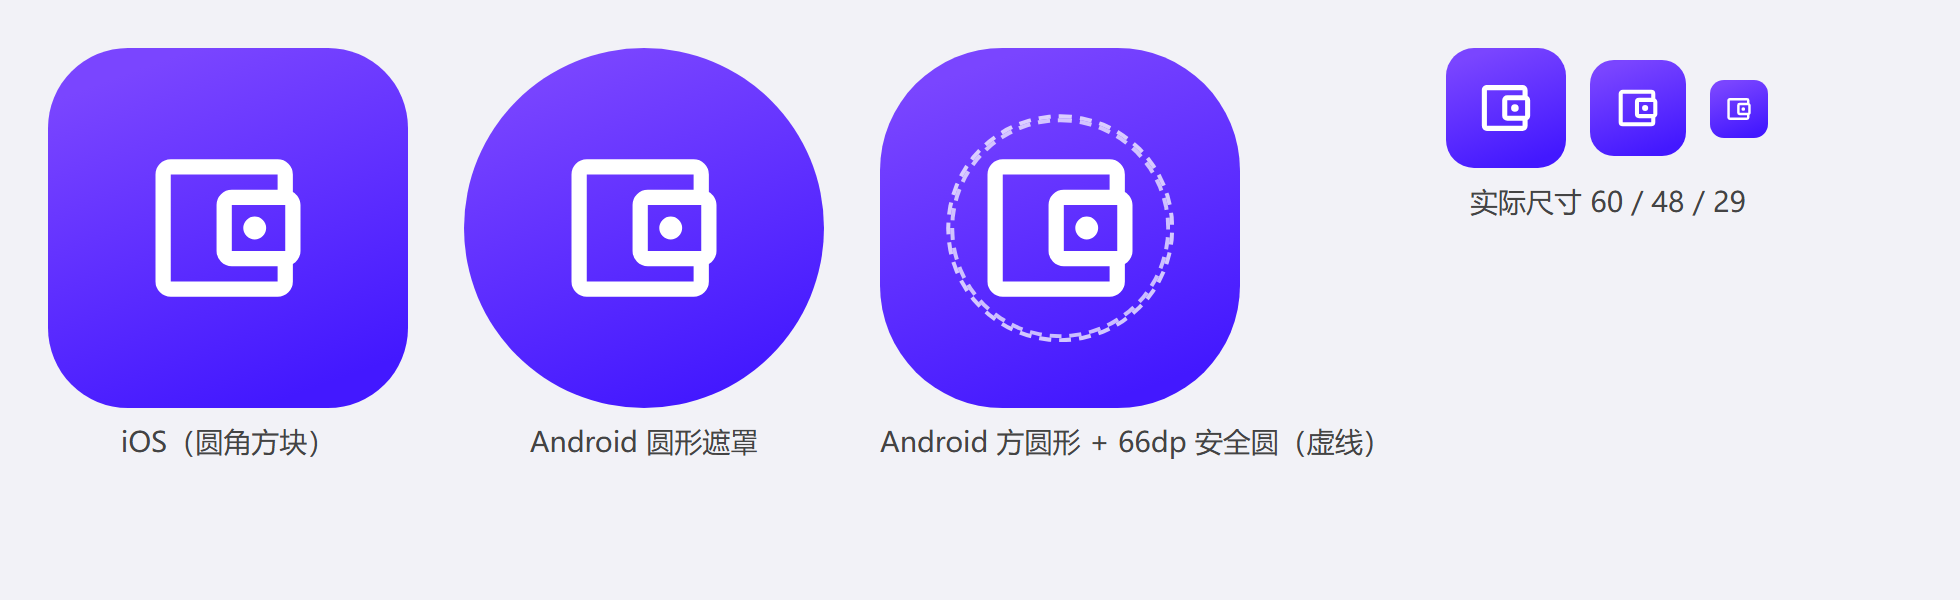 iOS（圆角方块）
Android 圆形遮罩
Android 方圆形 + 66dp 安全圆（虚线）
实际尺寸 60 / 48 / 29